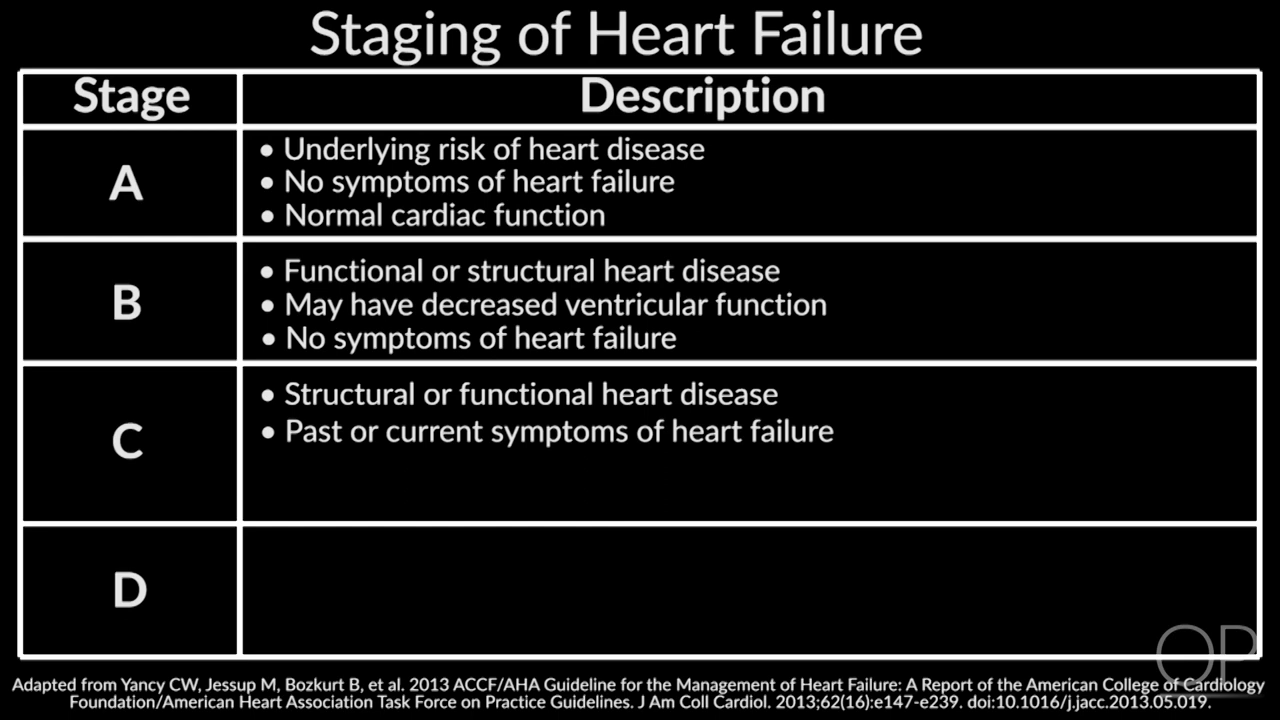 Staging of Heart Failure
Stage
Description
A
• Underlying risk of heart disease
• No symptoms of heart failure
• Normal cardiac function
B
• Functional or structural heart disease
• May have decreased ventricular function
• No symptoms of heart failure
C
• Structural or functional heart disease
• Past or current symptoms of heart failure
D
OP
Adapted from Yancy CW, Jessup M, Bozkurt B, et al. 2013 ACCF/AHA Guideline for the Management of Heart Failure: A Report of the American College of Cardiology
Foundation/American Heart Association Task Force on Practice Guidelines. J Am Coll Cardiol. 2013;62(16):e147-e239. doi:10.1016/j.jacc.2013.05.019.